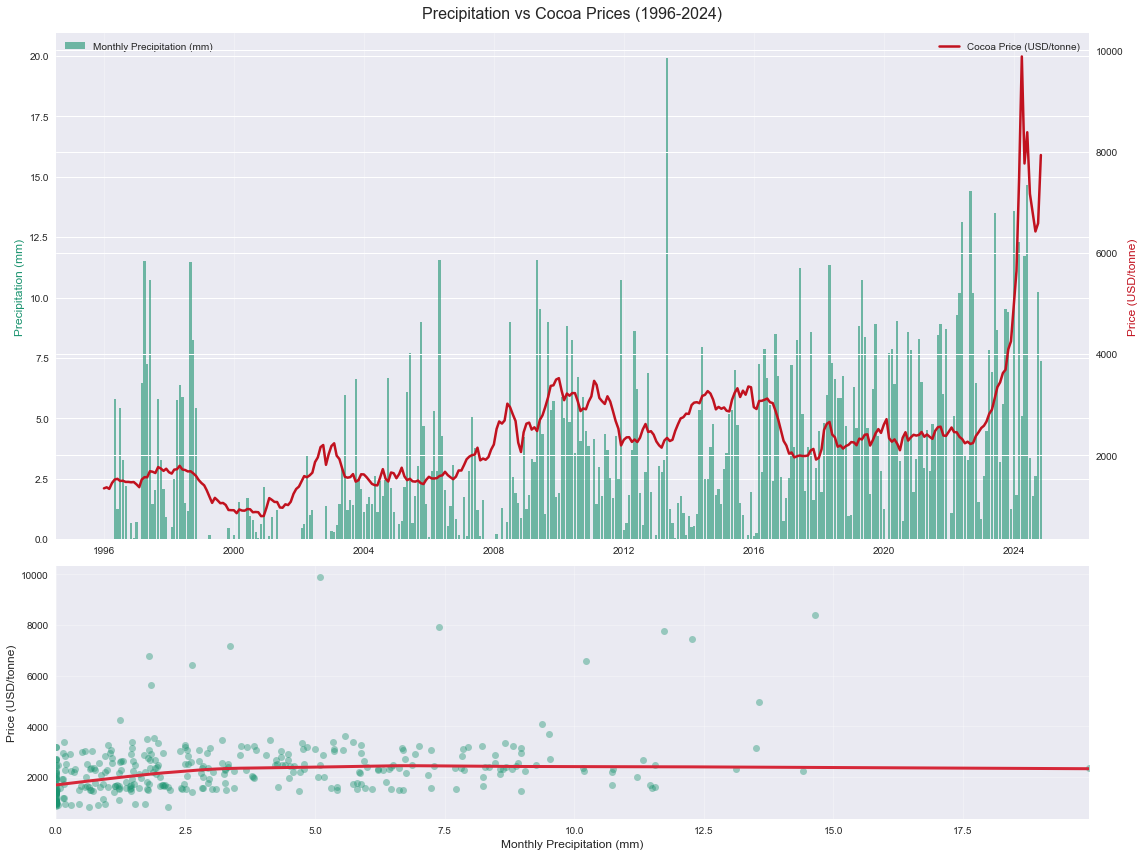 Precipitation vs Cocoa Prices (1996-2024)
Monthly Precipitation (mm)
Cocoa Price (USD/tonne)
Precipitation (mm)
20.0
17.5
15.0
12.5
10.0
7.5
5.0
2.5
0.0
10000
8000
6000
4000
2000
Price (USD/tonne)
1996 2000 2004 2008 2012 2016 2020 2024
Price (USD/tonne)
10000
8000
6000
4000
2000
0.0 2.5 5.0 7.5 10.0 12.5 15.0 17.5
Monthly Precipitation (mm)